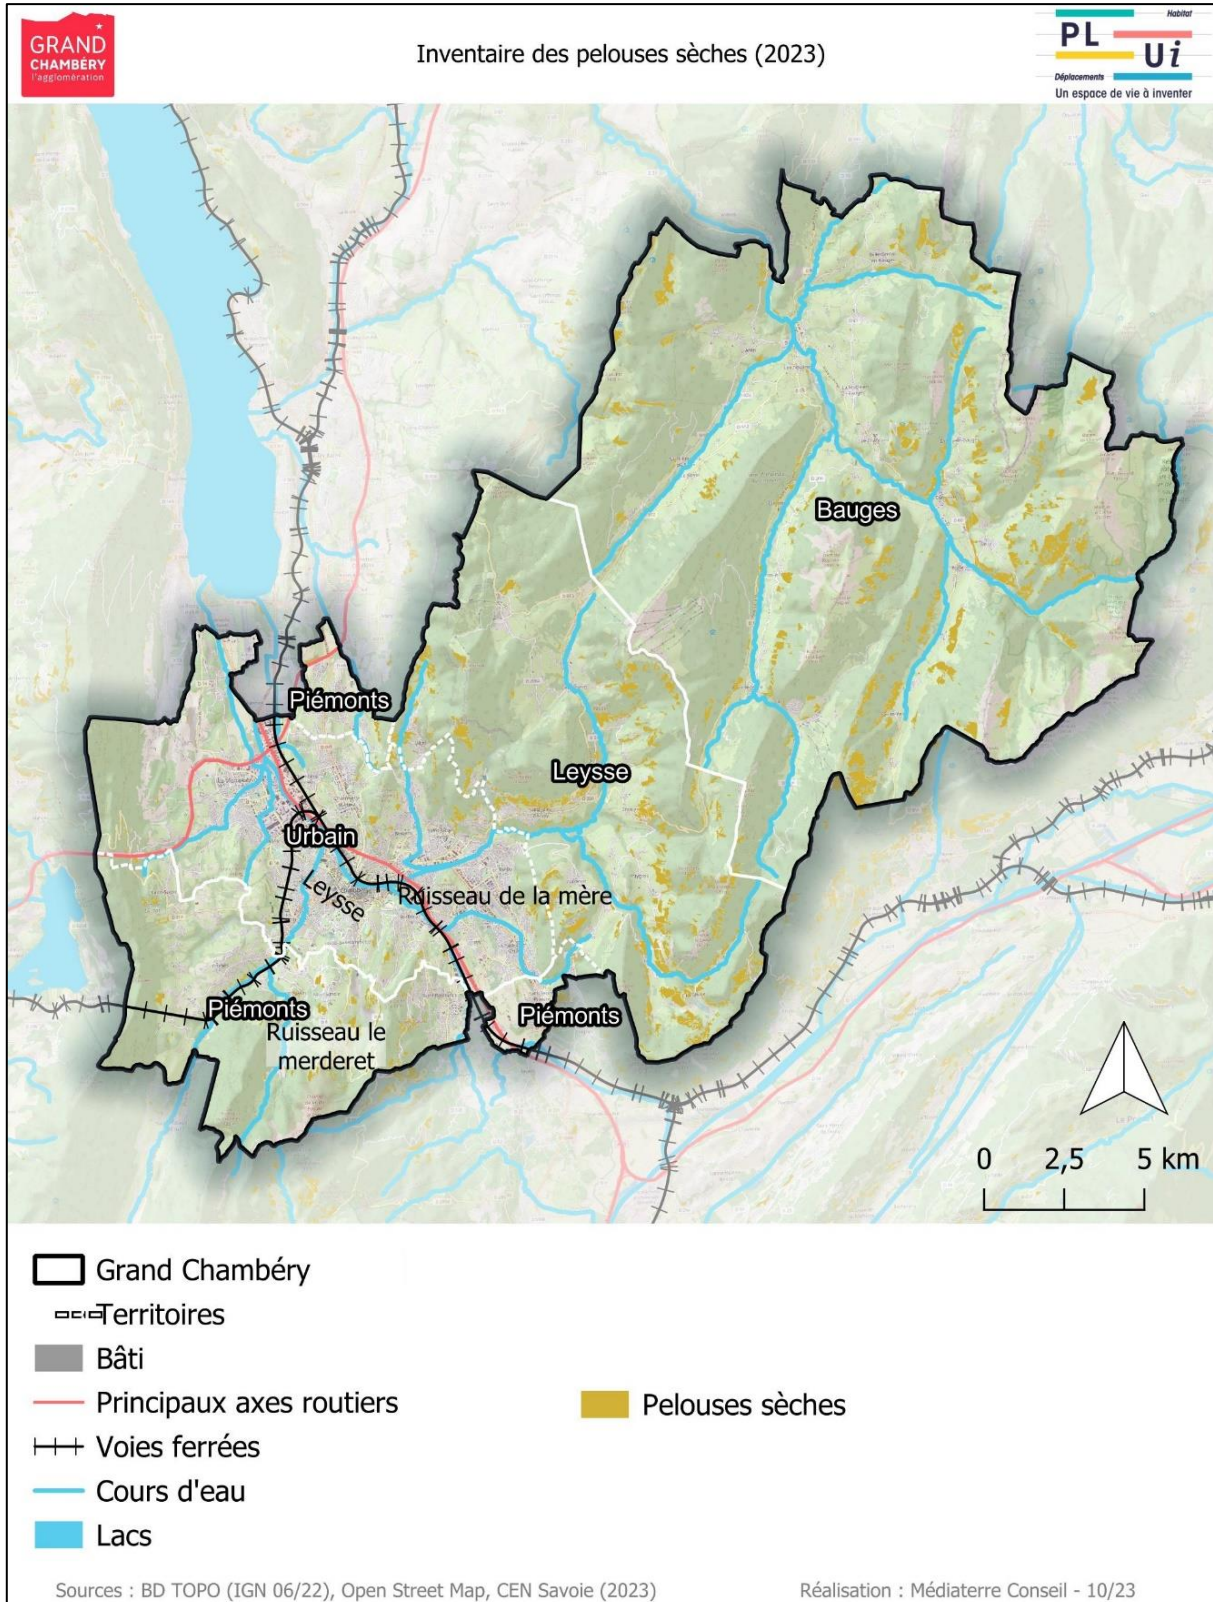 GRAND
CHAMBÉRY
l'agglomération
Inventaire des pelouses sèches (2023)
Habitat
PL
Ui
Déplacements
Un espace de vie à inventer
Bauges
Piémonts
Leysse
Urbain
Leysse
Ruisseau de la mère
Piémonts
Piémonts
Ruisseau le
merderet
0 2,5 5 km
Grand Chambéry
Territoires
Bâti
Principaux axes routiers
Pelouses sèches
Voies ferrées
Cours d'eau
Lacs
Sources : BD TOPO (IGN 06/22), Open Street Map, CEN Savoie (2023)
Réalisation : Médiaterre Conseil - 10/23